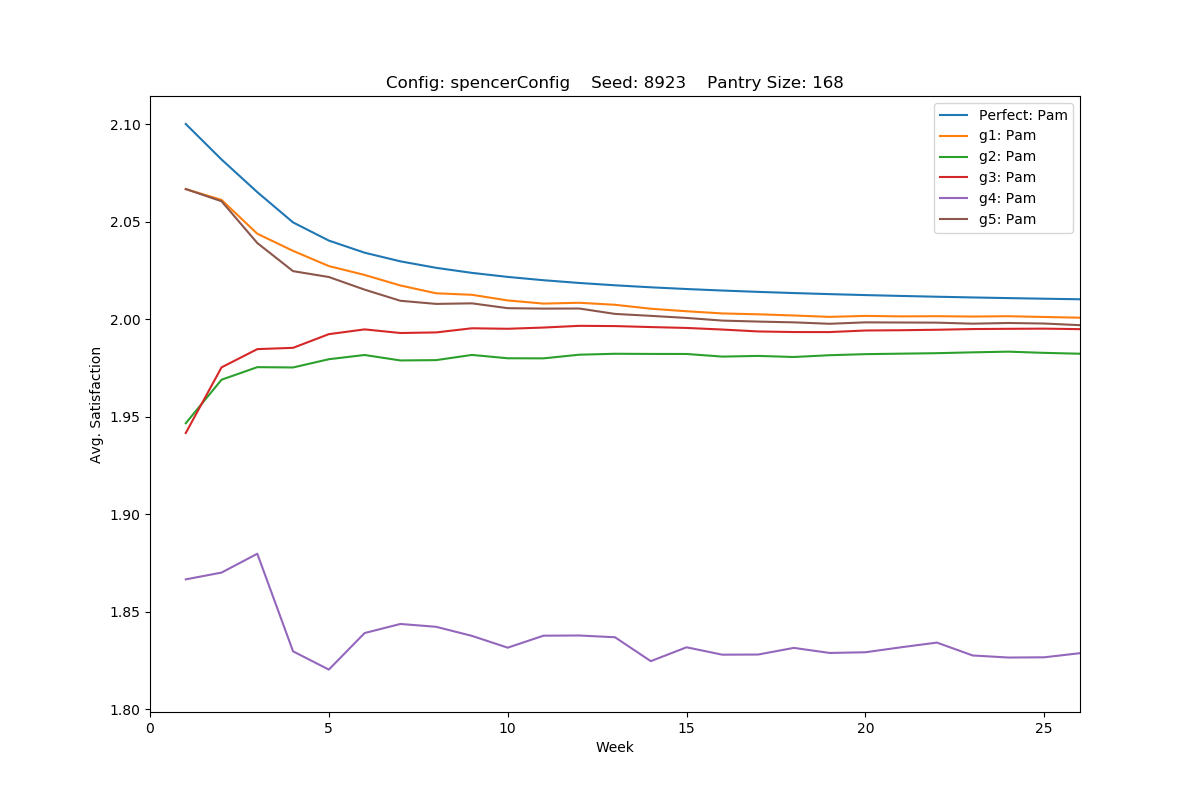 Config: spencerConfig    Seed: 8923    Pantry Size: 168
Perfect: Pam
g1: Pam
g2: Pam
g3: Pam
g4: Pam
g5: Pam
2.10
2.05
2.00
1.95
1.90
1.85
1.80
Avg. Satisfaction
0 5 10 15 20 25
Week